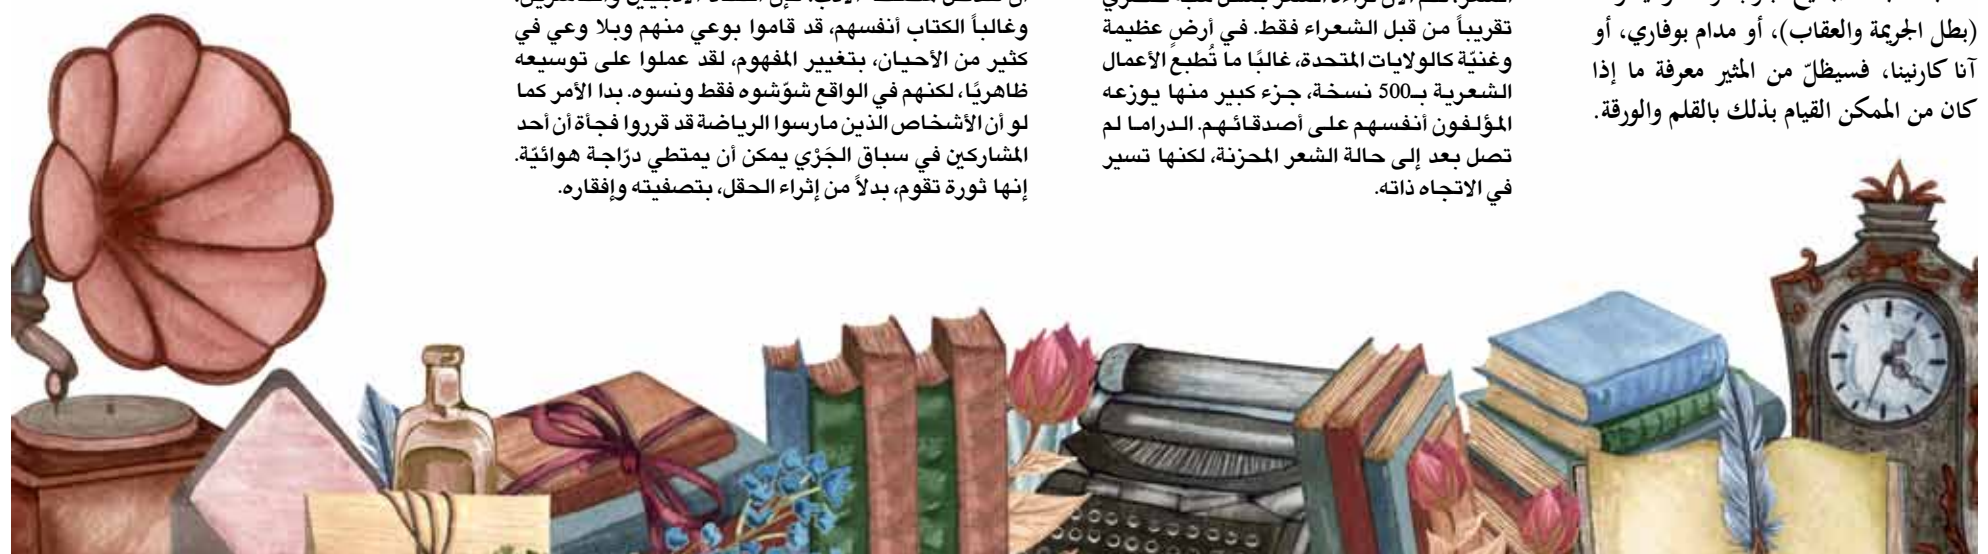 (بطل الجريمة والعقاب)، أو مدام بوفاري، أو
آنا كارنينا، فسيظلّ من المثير معرفة ما إذا
كان من الممكن القيام بذلك بالقلم والورقة.
تقريباً من قبل الشعراء فقط. في أرضٍ عظيمة
وغنيّة كالولايات المتحدة، غالبًا ما تُطبع الأعمال
الشعرية بـ500 نسخة، جزء كبير منها يوزعه
المؤلفون أنفسهم على أصدقائهم. الدراما لم
تصل بعد إلى حالة الشعر المحزنة، لكنها تسير
في الاتجاه ذاته.
وغالباً الكتاب أنفسهم، قد قاموا بوعي منهم وبلا وعي في
كثير من الأحيان، بتغيير المفهوم، لقد عملوا على توسيعه
ظاهريًا، لكنهم في الواقع شوّشوه فقط ونسوه. بدا الأمر كما
لو أن الأشخاص الذين مارسوا الرياضة قد قرروا فجأة أن أحد
المشاركين في سباق الجَرْي يمكن أن يمتطي درّاجة هوائيّة.
إنها ثورة تقوم، بدلاً من إثراء الحقل، بتصفيته وإفقاره.